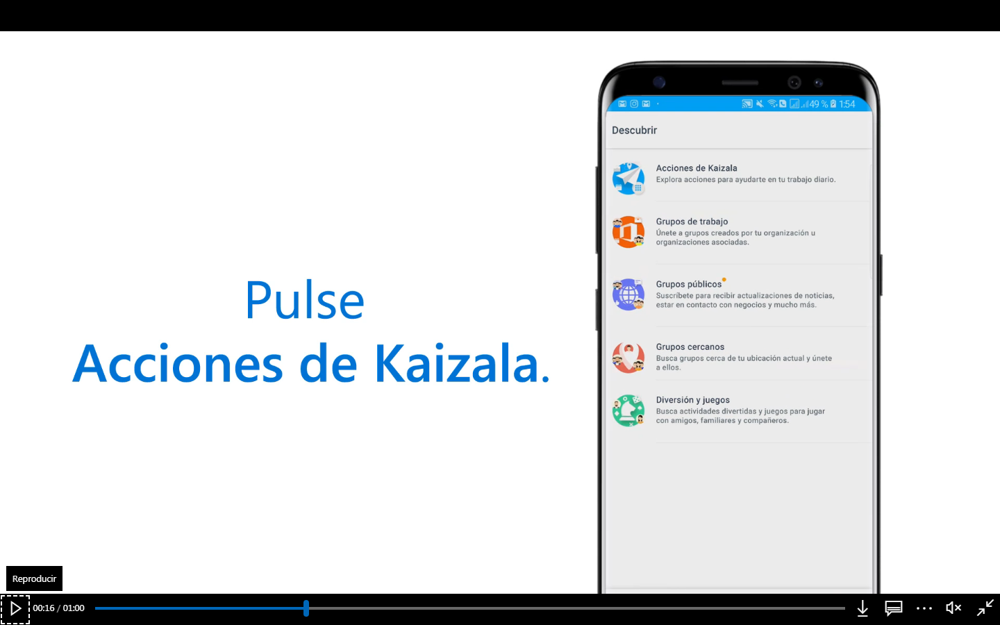 Pulse
Acciones de Kaizala.
49 % 1:54
Descubrir
Acciones de Kaizala
Explora acciones para ayudarte en tu trabajo diario.
Grupos de trabajo
Únete a grupos creados por tu organización u
organizaciones asociadas.
Grupos públicos
Suscríbete para recibir actualizaciones de noticias,
estar en contacto con negocios y mucho más.
Grupos cercanos
Busca grupos cerca de tu ubicación actual y únete
a ellos.
Diversión y juegos
Busca actividades divertidas y juegos para jugar
con amigos, familiares y compañeros.
Reproducir
00:16 / 01:00